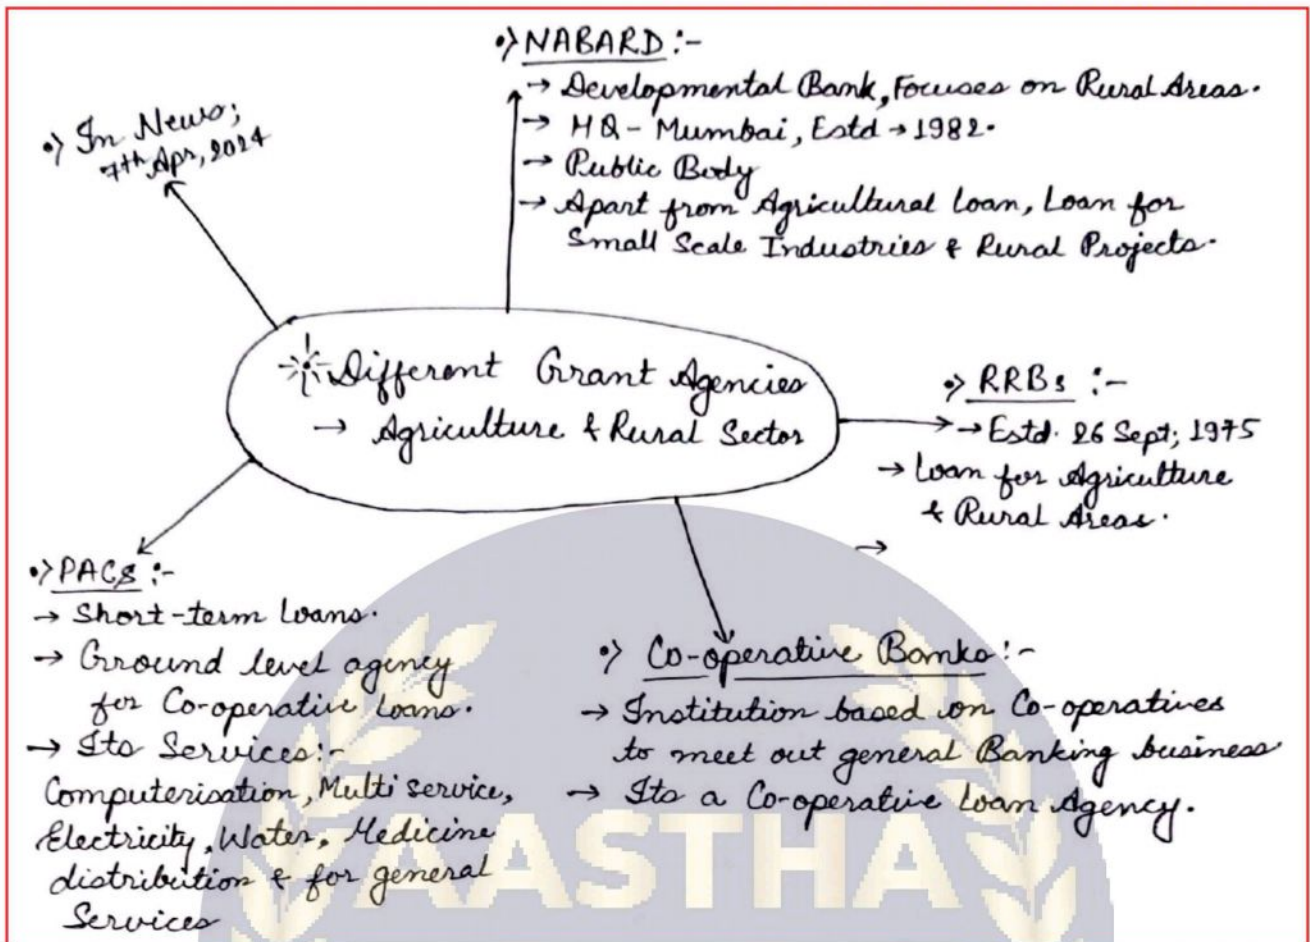 •> In News;
7th Apr, 2024
•> NABARD :-
→ Developmental Bank, Focuses on Rural Areas.
→ HQ - Mumbai, Estd → 1982.
→ Public Body
→ Apart from Agricultural Loan, Loan for
Small Scale Industries & Rural Projects.
Different Grant Agencies
→ Agriculture & Rural Sector
•> RRBs :-
→ Estd. 26 Sept; 1975
→ Loan for Agriculture
& Rural Areas.
→
•> PACS :-
→ Short-term Loans.
→ Ground level agency
for Co-operative Loans.
→ Its Services:-
Computerisation, Multi service,
Electricity, Water, Medicine
distribution & for general
Services
•> Co-operative Banks :-
→ Institution based on Co-operatives
to meet out general Banking business.
→ Its a Co-operative Loan Agency.
AASTHA